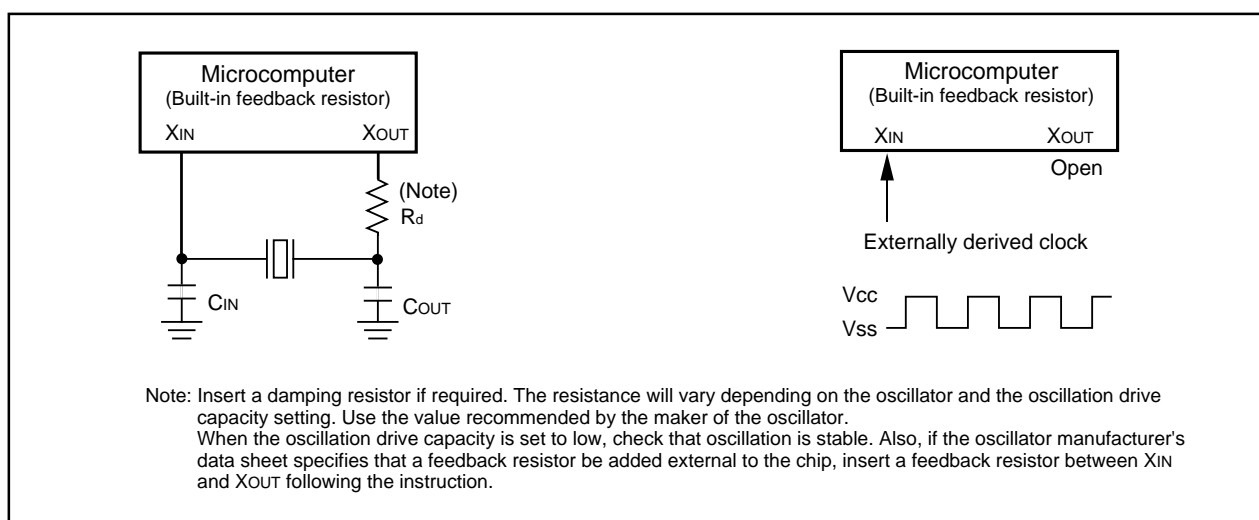 Microcomputer
(Built-in feedback resistor)
XIN XOUT
(Note)
Rd
CIN
COUT
Microcomputer
(Built-in feedback resistor)
XIN XOUT
Open
Externally derived clock
Vcc
Vss
Note: Insert a damping resistor if required. The resistance will vary depending on the oscillator and the oscillation drive
capacity setting. Use the value recommended by the maker of the oscillator.
When the oscillation drive capacity is set to low, check that oscillation is stable. Also, if the oscillator manufacturer's
data sheet specifies that a feedback resistor be added external to the chip, insert a feedback resistor between XIN
and XOUT following the instruction.